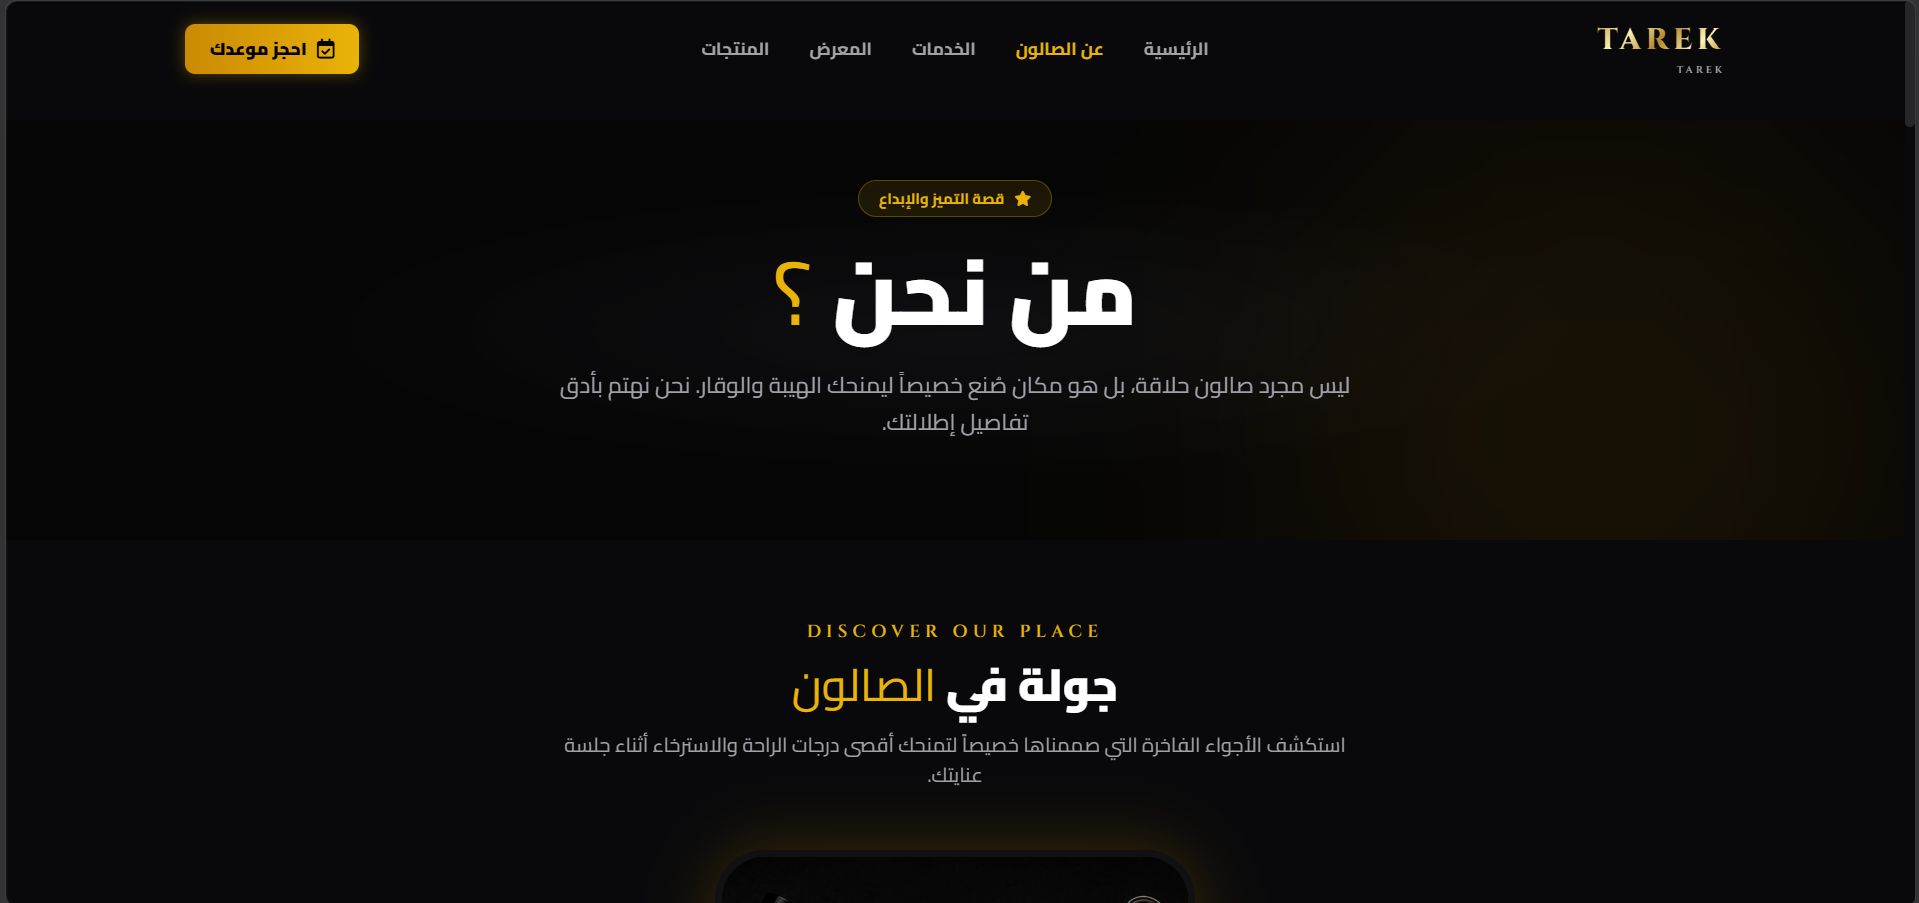 TAREK
TAREK
الرئيسية
عن الصالون
الخدمات
المعرض
المنتجات
احجز موعدك
قصة التميز والإبداع
من نحن ؟
ليس مجرد صالون حلاقة، بل هو مكان صُنع خصيصاً ليمنحك الهيبة والوقار. نحن نهتم بأدق
تفاصيل إطلالتك.
DISCOVER OUR PLACE
جولة في الصالون
استكشف الأجواء الفاخرة التي صممناها خصيصاً لتمنحك أقصى درجات الراحة والاسترخاء أثناء جلسة
عنايتك.